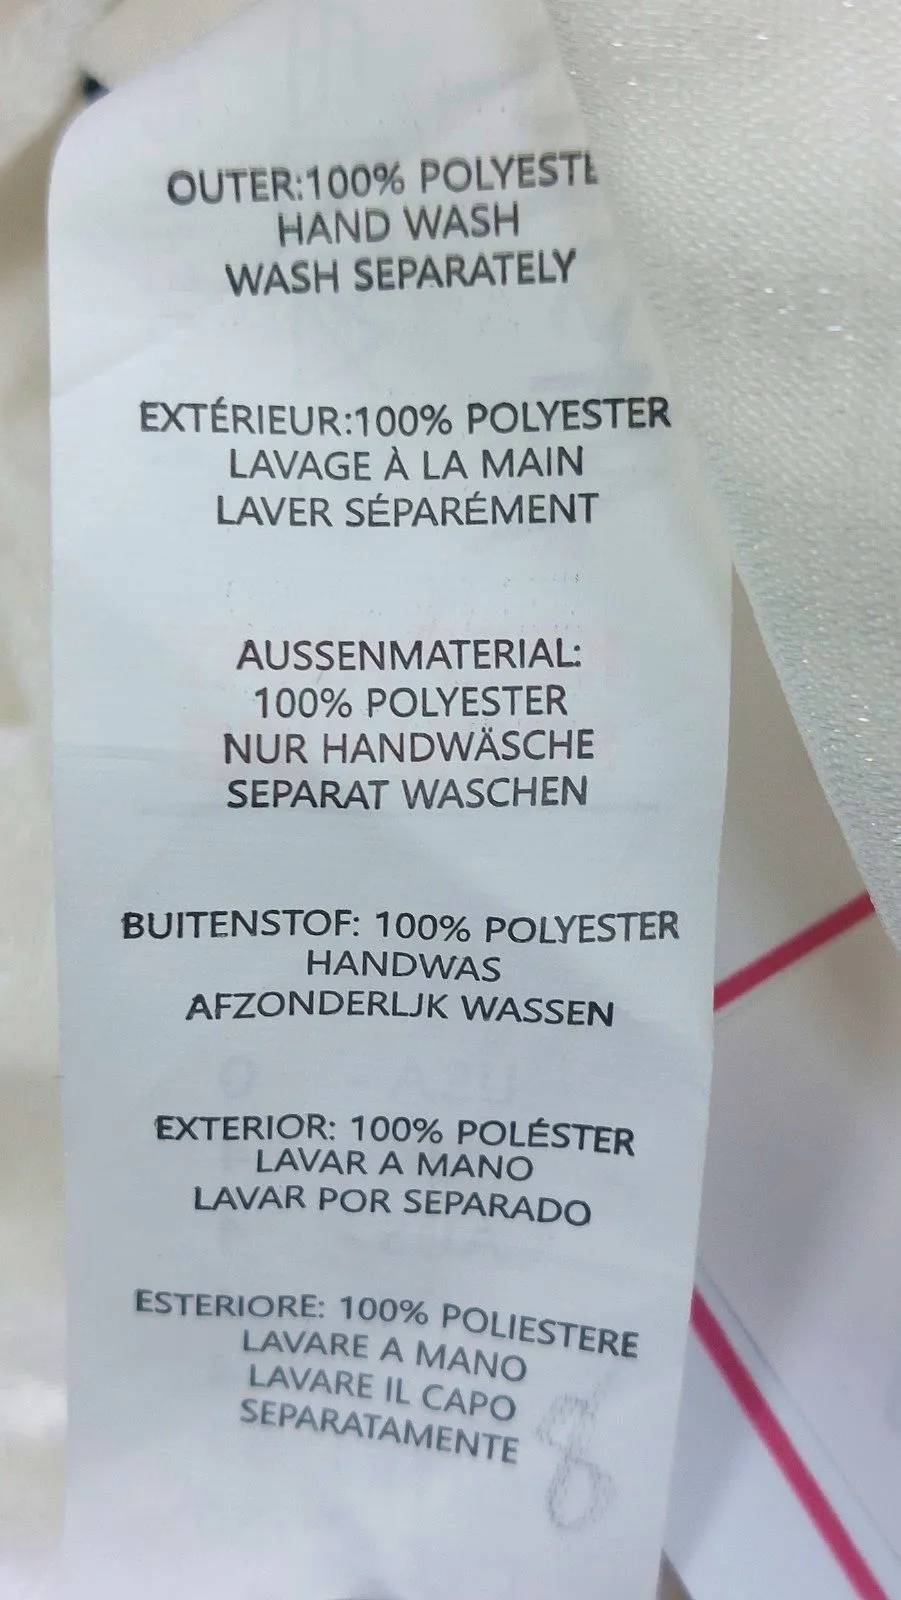 OUTER:100% POLYESTE
HAND WASH
WASH SEPARATELY
EXTÉRIEUR:100% POLYESTER
LAVAGE À LA MAIN
LAVER SÉPARÉMENT
AUSSENMATERIAL:
100% POLYESTER
NUR HANDWÄSCHE
SEPARAT WASCHEN
BUITENSTOF: 100% POLYESTER
HANDWAS
AFZONDERLJK WASSEN
EXTERIOR: 100% POLÉSTER
LAVAR A MANO
LAVAR POR SEPARADO
ESTERIORE: 100% POLIESTERE
LAVARE A MANO
LAVARE IL CAPO
SEPARATAMENTE